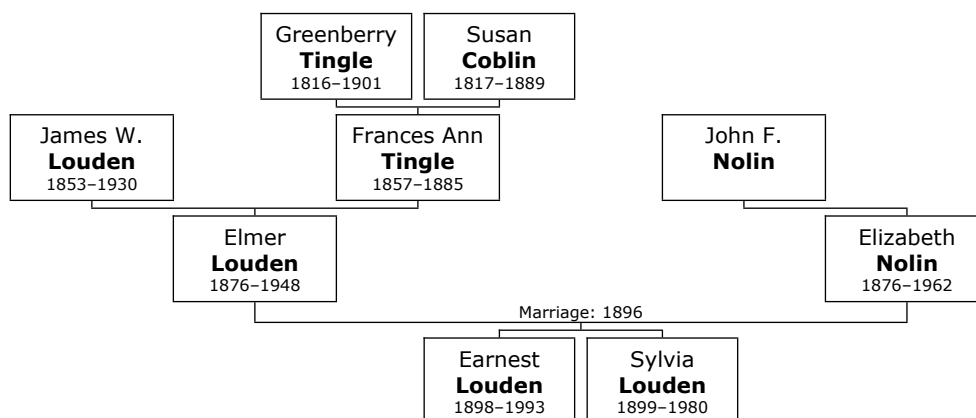 Greenberry
Tingle
1816–1901
Susan
Coblin
1817–1889
James W.
Louden
1853–1930
Frances Ann
Tingle
1857–1885
John F.
Nolin
Elmer
Louden
1876–1948
Elizabeth
Nolin
1876–1962
Marriage: 1896
Earnest
Louden
1898–1993
Sylvia
Louden
1899–1980